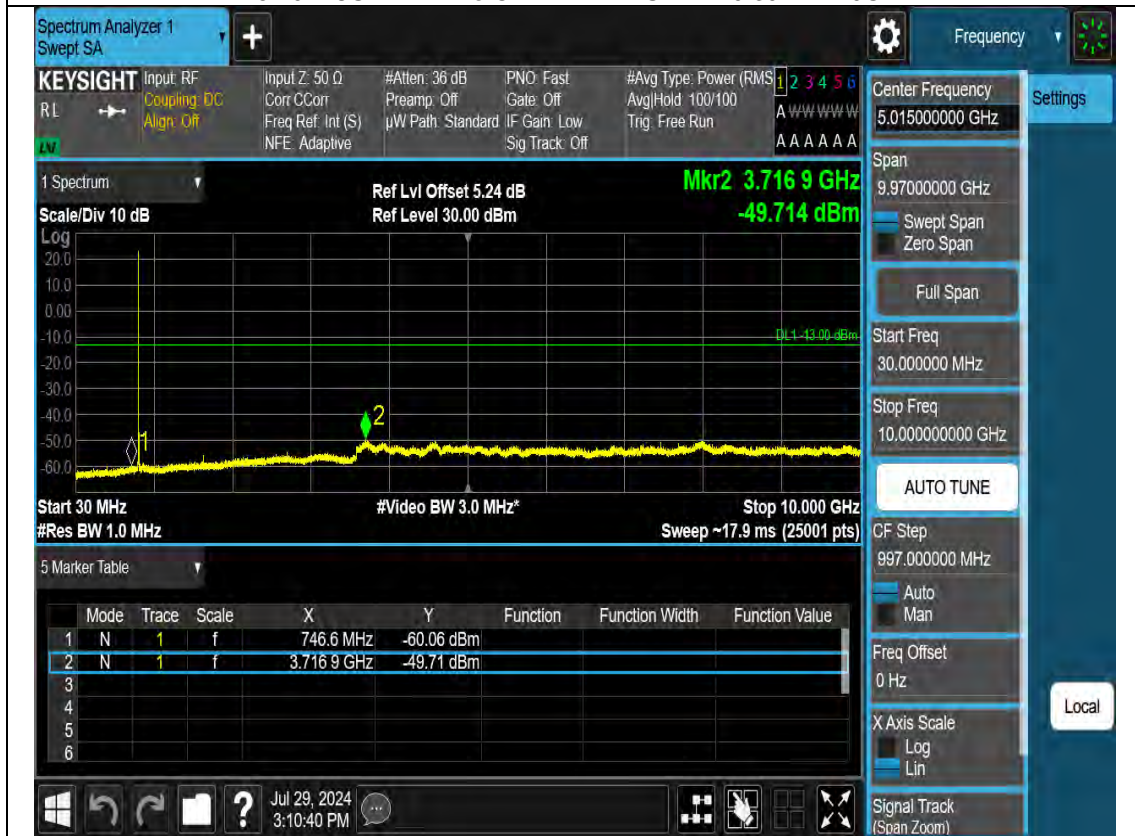 Spectrum Analyzer 1
Swept SA
+
Frequency
KEYSIGHT
RL
LXI
Input: RF
Coupling: DC
Align: Off
Input Z: 50 Ω
Corr CCorr
Freq Ref: Int (S)
NFE: Adaptive
#Atten: 36 dB
Preamp: Off
µW Path: Standard
PNO: Fast
Gate: Off
IF Gain: Low
Sig Track: Off
#Avg Type: Power (RMS
Avg|Hold: 100/100
Trig: Free Run
1 2 3 4 5 6
A W W W W W
A A A A A A
1 Spectrum
Scale/Div 10 dB
Ref Lvl Offset 5.24 dB
Ref Level 30.00 dBm
Mkr2 3.716 9 GHz
-49.714 dBm
Log
20.0
10.0
0.00
-10.0
DL1 -13.00 dBm
-20.0
-30.0
-40.0
-50.0
-60.0
1
2
Start 30 MHz
#Video BW 3.0 MHz*
Stop 10.000 GHz
#Res BW 1.0 MHz
Sweep ~17.9 ms (25001 pts)
5 Marker Table
Mode Trace Scale X Y Function Function Width Function Value
1 N 1 f 746.6 MHz -60.06 dBm
2 N 1 f 3.716 9 GHz -49.71 dBm
3
4
5
6
Jul 29, 2024
3:10:40 PM
Center Frequency
5.015000000 GHz
Settings
Span
9.97000000 GHz
Swept Span
Zero Span
Full Span
Start Freq
30.000000 MHz
Stop Freq
10.000000000 GHz
AUTO TUNE
CF Step
997.000000 MHz
Auto
Man
Freq Offset
0 Hz
X Axis Scale
Log
Lin
Local
Signal Track
(Span Zoom)